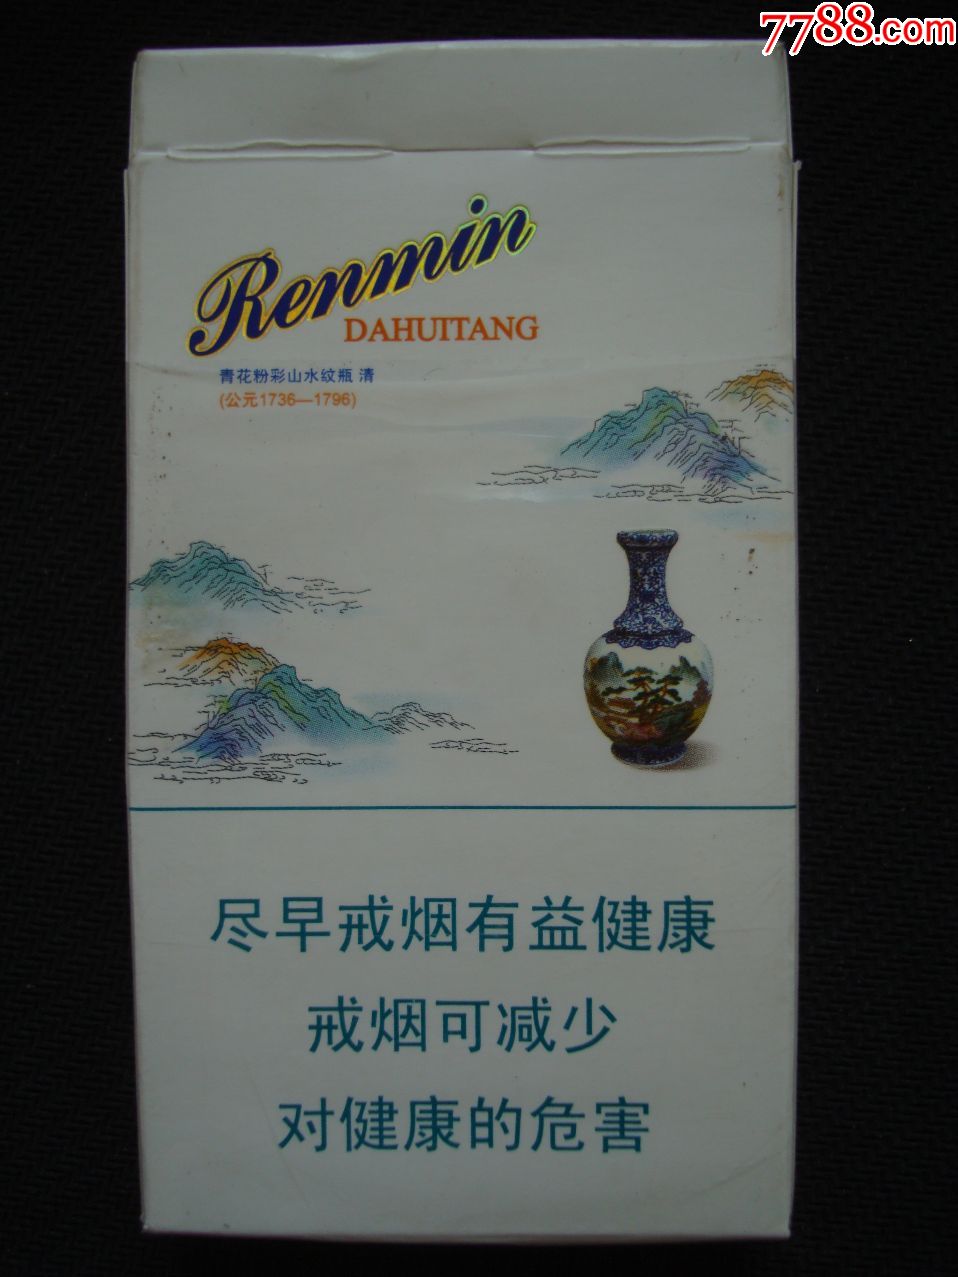 7788.com
Renmin
DAHUITANG
青花粉彩山水纹瓶 清
(公元1736—1796)
尽早戒烟有益健康
戒烟可减少
对健康的危害